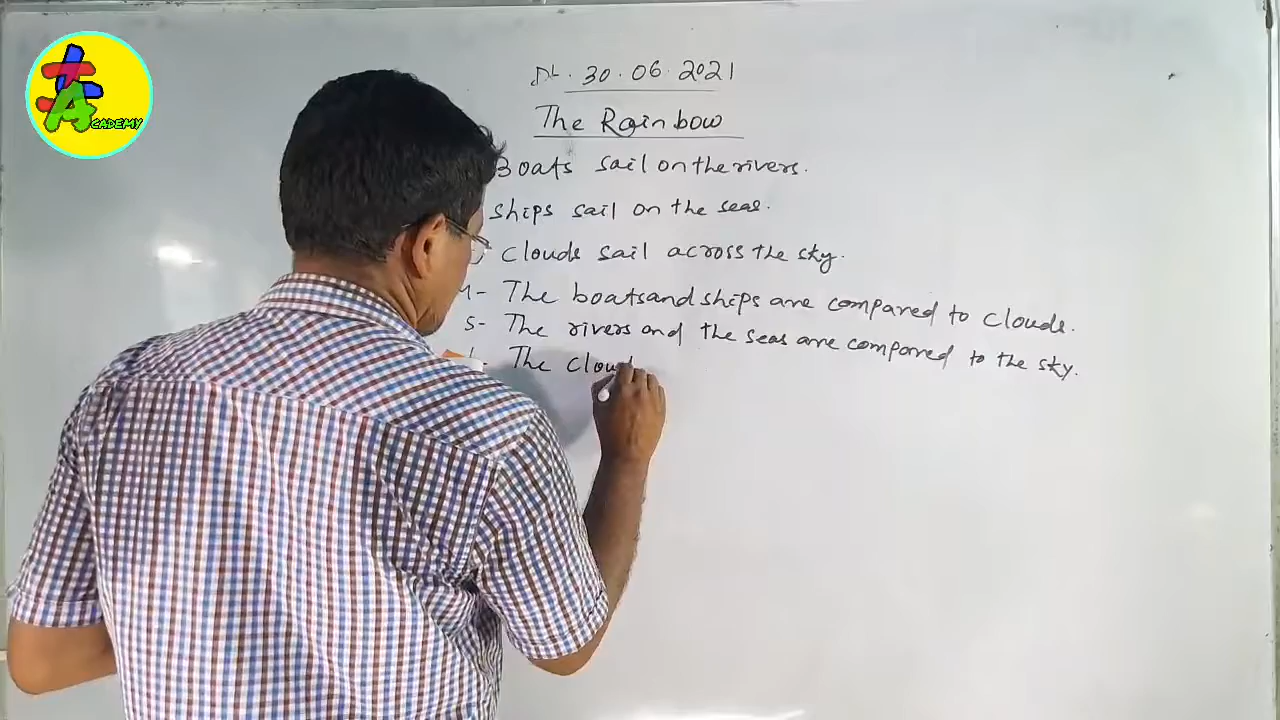 ACADEMY
Dt. 30.06.2021
The Rainbow
Boats sail on the rivers.
ships sail on the seas.
clouds sail across the sky.
4- The boats and ships are compared to clouds.
5- The rivers and the seas are compared to the sky.
The Cloud